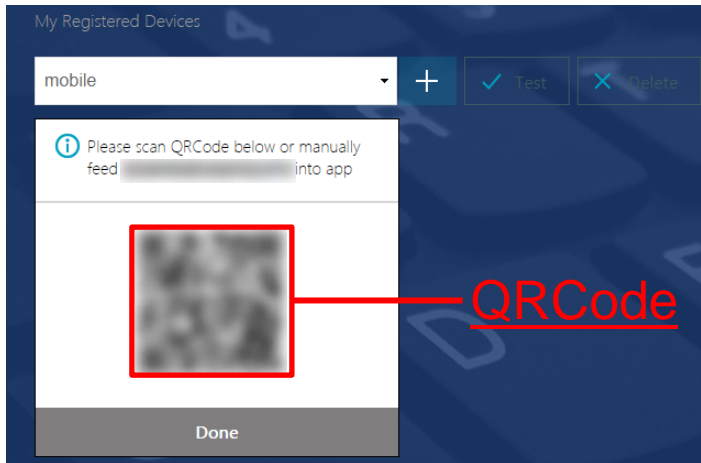 My Registered Devices
mobile
Test
Delete
Please scan QRCode below or manually
feed into app
QRCode
Done